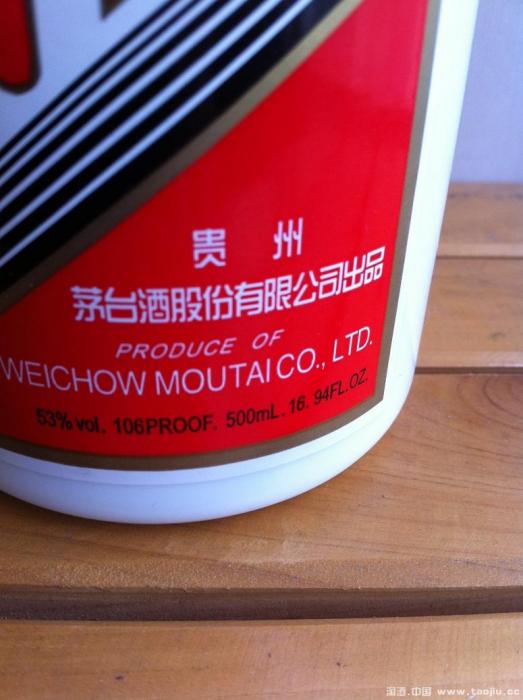 贵州
茅台酒股份有限公司出品
PRODUCE OF
WEICHOW MOUTAI CO., LTD.
53% vol. 106PROOF. 500mL. 16. 94FL.OZ.
淘酒.中国 www.taojiu.cc